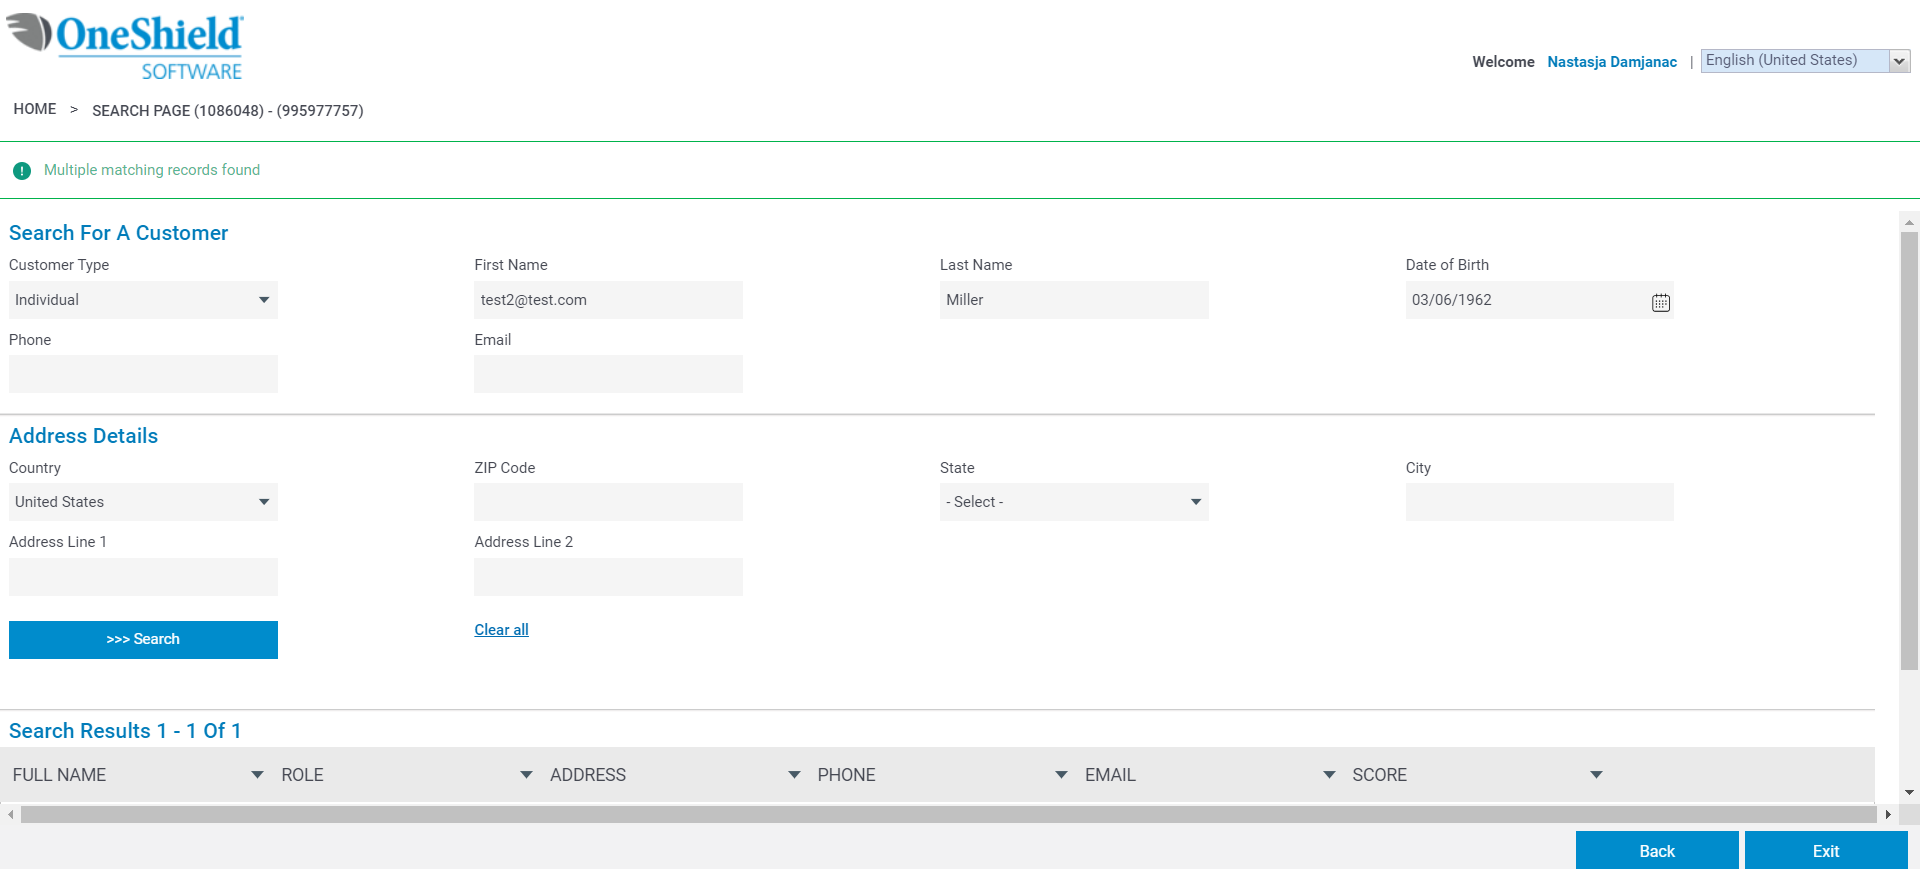 OneShield
SOFTWARE
Welcome Nastasja Damjanac | English (United States)
HOME > SEARCH PAGE (1086048) - (995977757)
! Multiple matching records found
Search For A Customer
Customer Type First Name Last Name Date of Birth
Individual test2@test.com Miller 03/06/1962
Phone Email
Address Details
Country ZIP Code State City
United States - Select -
Address Line 1 Address Line 2
>>> Search Clear all
Search Results 1 - 1 Of 1
FULL NAME ROLE ADDRESS PHONE EMAIL SCORE
Back Exit